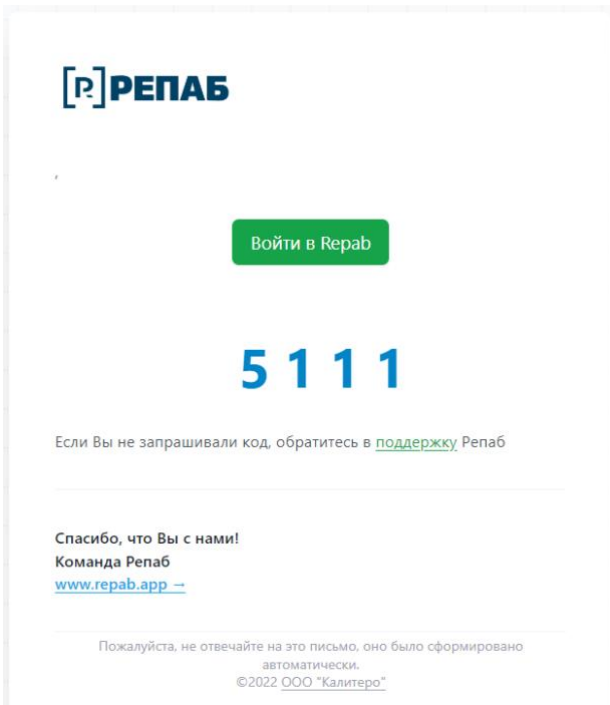 [R]РЕПАБ
,
Войти в Repab
5 1 1 1
Если Вы не запрашивали код, обратитесь в поддержку Репаб
Спасибо, что Вы с нами!
Команда Репаб
www.repab.app →
Пожалуйста, не отвечайте на это письмо, оно было сформировано
автоматически.
©2022 ООО "Калитеро"